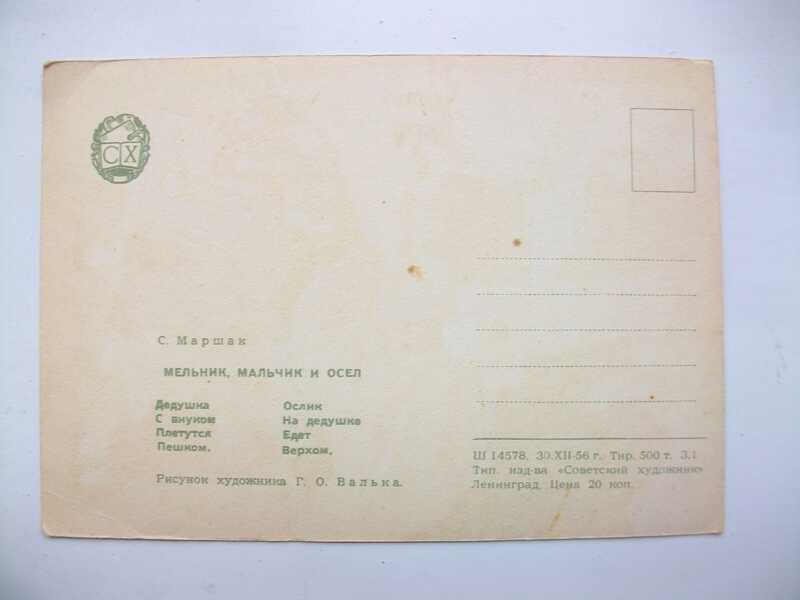 СХ
С. Маршак
МЕЛЬНИК, МАЛЬЧИК И ОСЕЛ
Дедушка
С внуком
Плетутся
Пешком.
Ослик
На дедушке
Едет
Верхом.
Рисунок художника Г. О. Валька.
Ш 14578. 30.XII-56 г. Тир. 500 т. З.1
Тип. изд-ва «Советский художник»
Ленинград. Цена 20 коп.